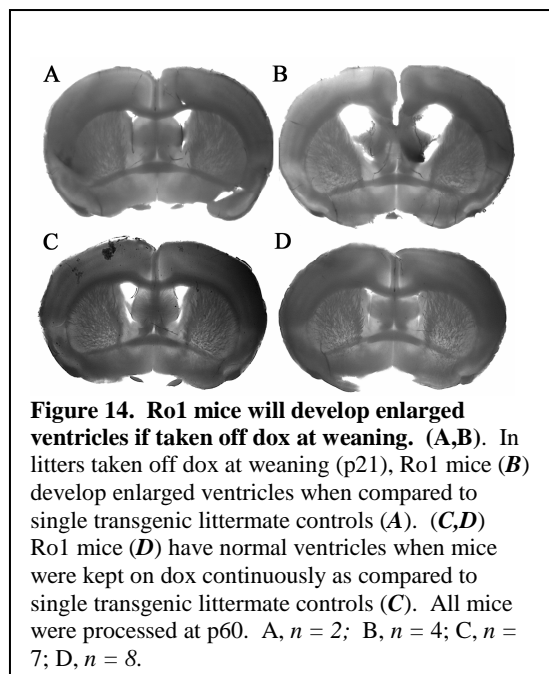 A B
C D
Figure 14. Ro1 mice will develop enlarged
ventricles if taken off dox at weaning. (A,B). In
litters taken off dox at weaning (p21), Ro1 mice (B)
develop enlarged ventricles when compared to
single transgenic littermate controls (A). (C,D)
Ro1 mice (D) have normal ventricles when mice
were kept on dox continuously as compared to
single transgenic littermate controls (C). All mice
were processed at p60. A, n = 2; B, n = 4; C, n =
7; D, n = 8.